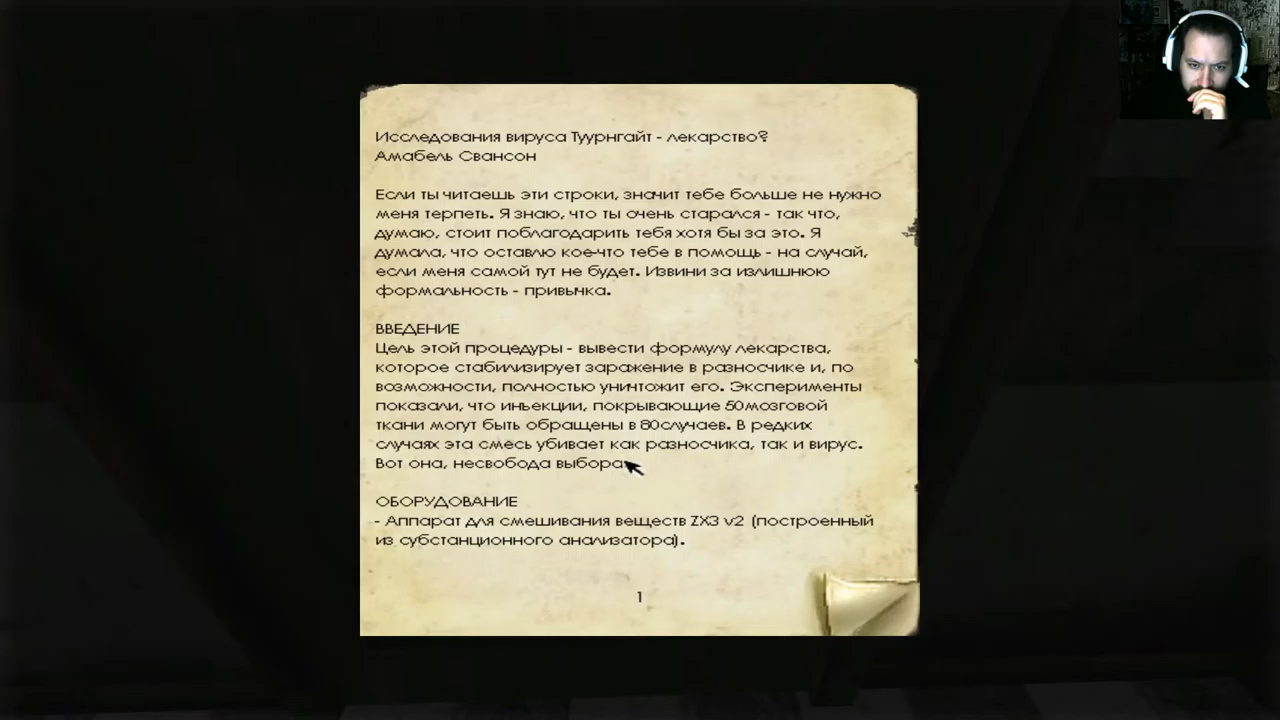 Исследования вируса Туурнгайт - лекарство?
Амабель Свансон
Если ты читаешь эти строки, значит тебе больше не нужно
меня терпеть. Я знаю, что ты очень старался - так что,
думаю, стоит поблагодарить тебя хотя бы за это. Я
думала, что оставлю кое-что тебе в помощь - на случай,
если меня самой тут не будет. Извини за излишнюю
формальность - привычка.
ВВЕДЕНИЕ
Цель этой процедуры - вывести формулу лекарства,
которое стабилизирует заражение в разносчике и, по
возможности, полностью уничтожит его. Эксперименты
показали, что инъекции, покрывающие 50мозговой
ткани могут быть обращены в 80случаев. В редких
случаях эта смесь убивает как разносчика, так и вирус.
Вот она, несвобода выбора
ОБОРУДОВАНИЕ
- Аппарат для смешивания веществ ZX3 v2 (построенный
из субстанционного анализатора).
1